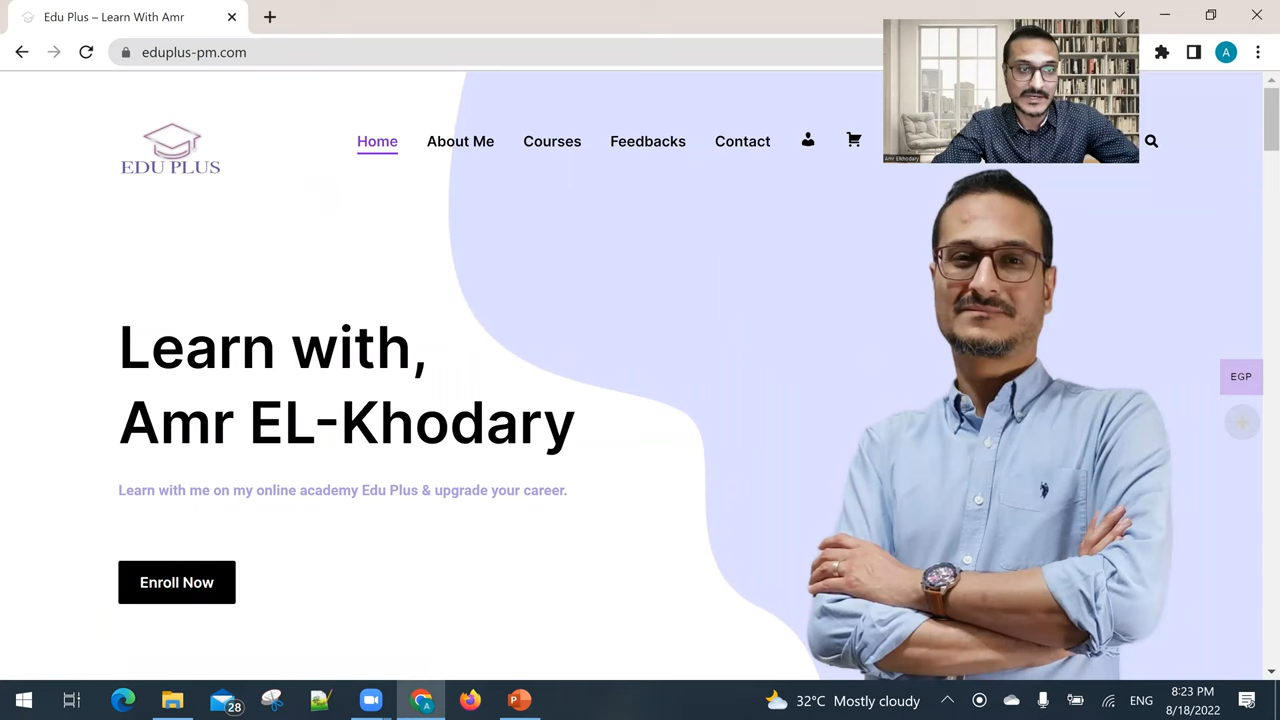 Edu Plus – Learn With Amr
eduplus-pm.com
A
Amr Elkhodary
EDU PLUS
Home
About Me
Courses
Feedbacks
Contact
Learn with,
Amr EL-Khodary
Learn with me on my online academy Edu Plus & upgrade your career.
Enroll Now
EGP
28
A
32°C Mostly cloudy
ENG
8:23 PM
8/18/2022